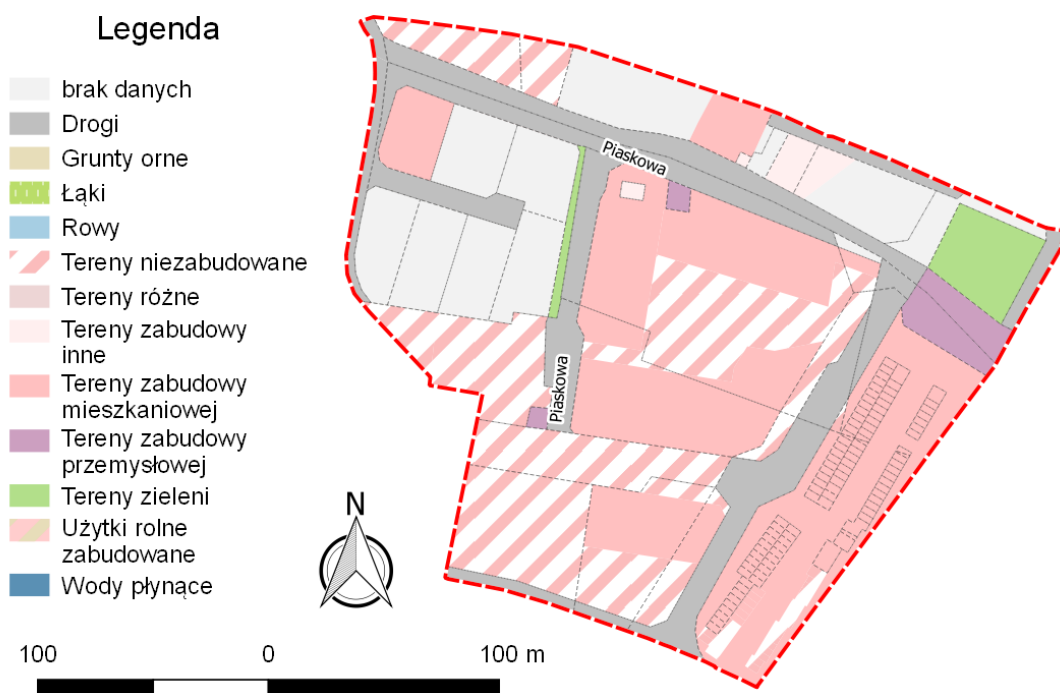 Legenda
brak danych
Drogi
Grunty orne
Łąki
Rowy
Tereny niezabudowane
Tereny różne
Tereny zabudowy
inne
Tereny zabudowy
mieszkaniowej
Tereny zabudowy
przemysłowej
Tereny zieleni
Użytki rolne
zabudowane
Wody płynące
Piaskowa
Piaskowa
N
100 0 100 m